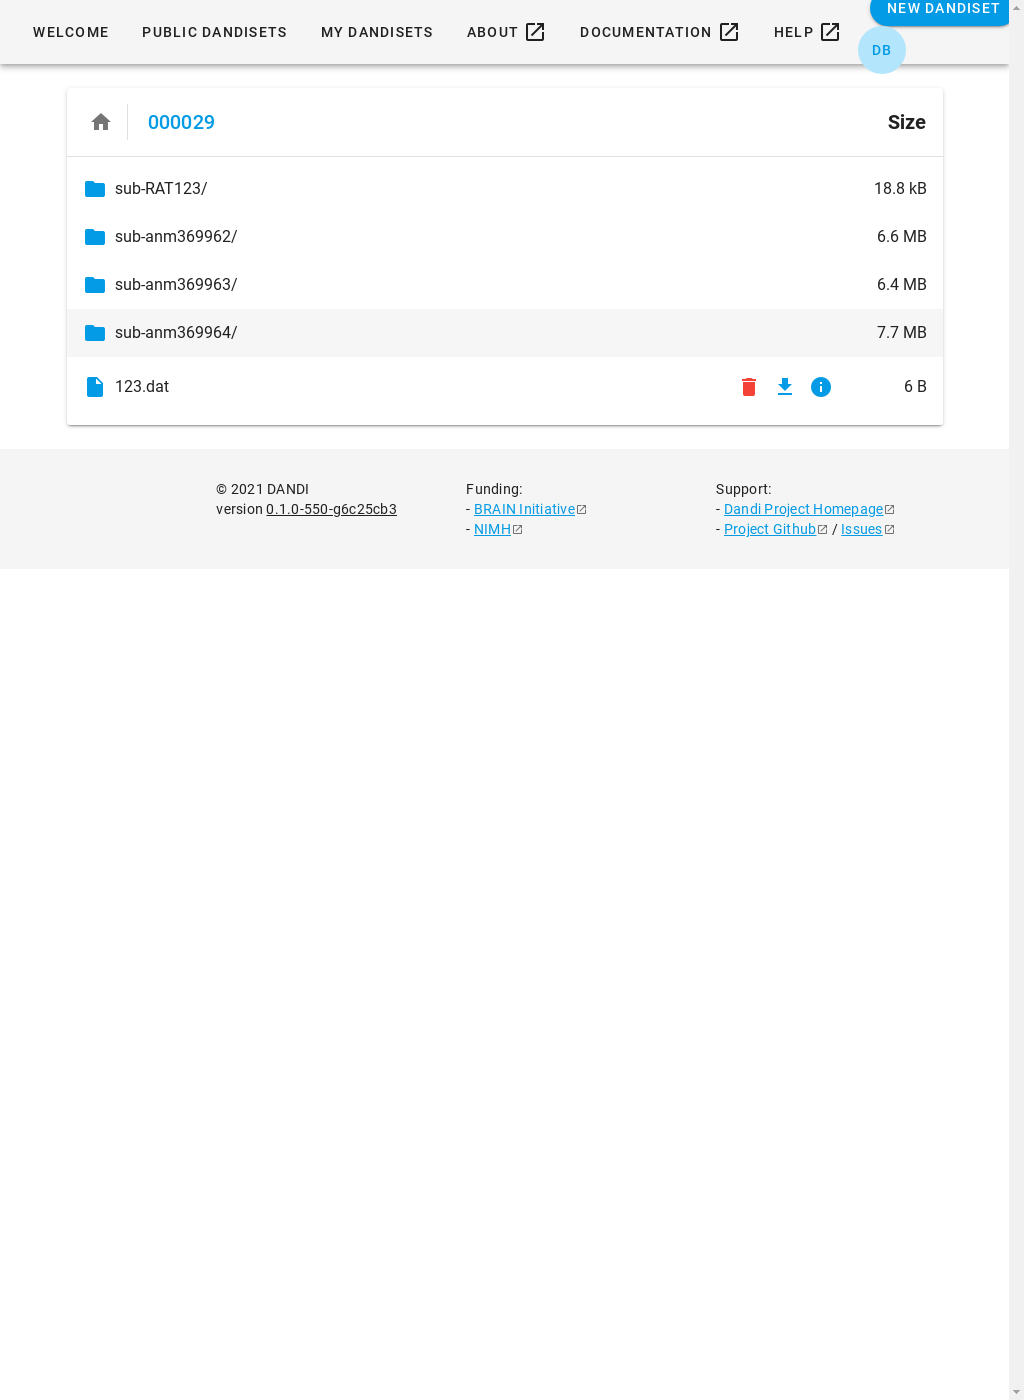 NEW DANDISET
WELCOME PUBLIC DANDISETS MY DANDISETS ABOUT DOCUMENTATION HELP
DB
000029 Size
sub-RAT123/ 18.8 kB
sub-anm369962/ 6.6 MB
sub-anm369963/ 6.4 MB
sub-anm369964/ 7.7 MB
123.dat 6 B
© 2021 DANDI
version 0.1.0-550-g6c25cb3
Funding:
- BRAIN Initiative
- NIMH
Support:
- Dandi Project Homepage
- Project Github / Issues